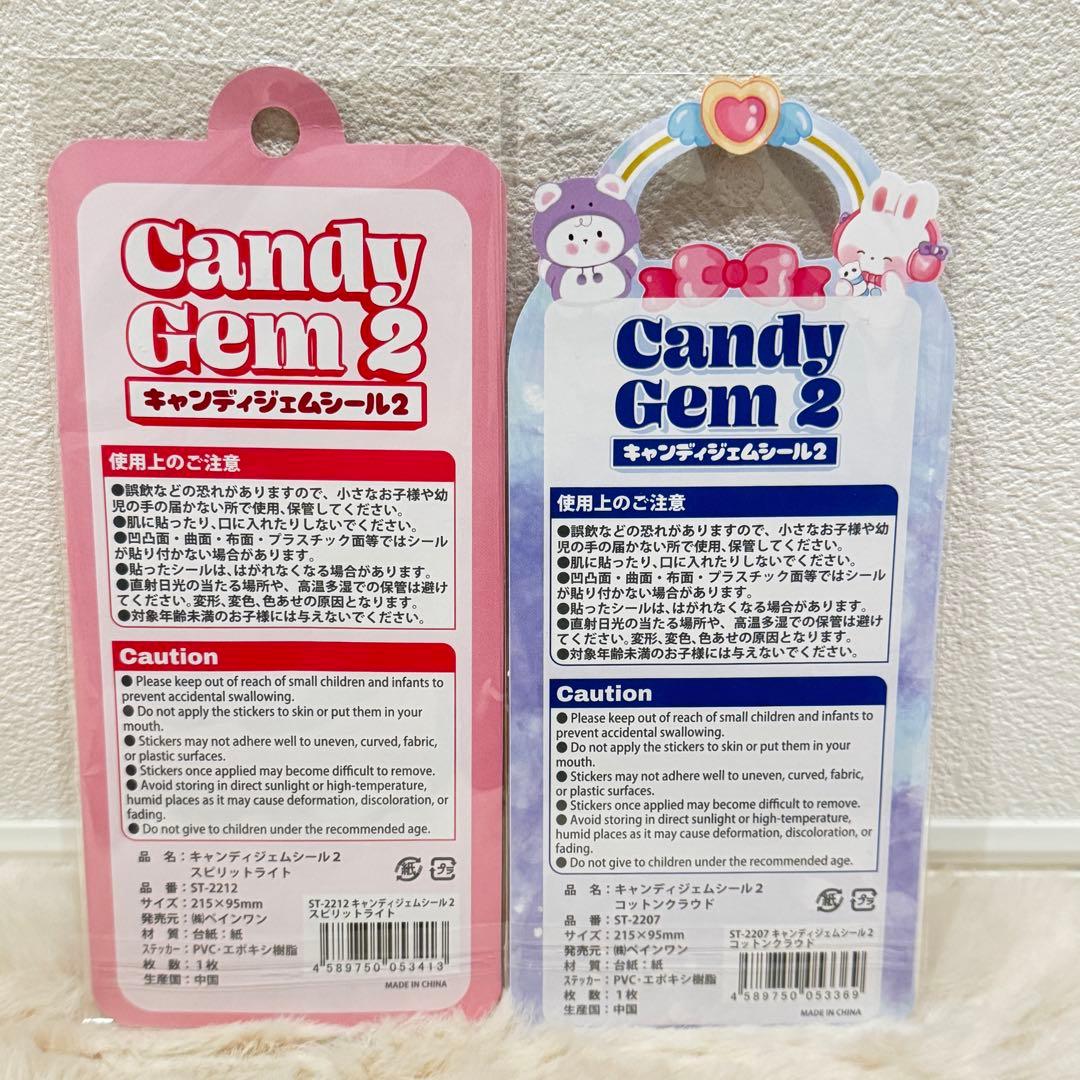 Candy
Gem 2
キャンディジェムシール2
使用上のご注意
●誤飲などの恐れがありますので、小さなお子様や幼
児の手の届かない所で使用、保管してください。
●肌に貼ったり、口に入れたりしないでください。
●凹凸面・曲面・布面・プラスチック面等ではシール
が貼り付かない場合があります。
●貼ったシールは、はがれなくなる場合があります。
●直射日光の当たる場所や、高温多湿での保管は避け
てください。変形、変色、色あせの原因となります。
●対象年齢未満のお子様には与えないでください。
Caution
● Please keep out of reach of small children and infants to
prevent accidental swallowing.
● Do not apply the stickers to skin or put them in your
mouth.
● Stickers may not adhere well to uneven, curved, fabric,
or plastic surfaces.
● Stickers once applied may become difficult to remove.
● Avoid storing in direct sunlight or high-temperature,
humid places as it may cause deformation, discoloration, or
fading.
● Do not give to children under the recommended age.
品 名：キャンディジェムシール2
スピリットライト
品 番：ST-2212
サイズ：215×95mm
発売元：㈱ペインワン
材 質：台紙：紙
ステッカー：PVC・エポキシ樹脂
枚 数：1枚
生産国：中国
紙
プラ
ST-2212 キャンディジェムシール2
スピリットライト
4 589750 053413
MADE IN CHINA
Candy
Gem 2
キャンディジェムシール2
使用上のご注意
●誤飲などの恐れがありますので、小さなお子様や幼
児の手の届かない所で使用、保管してください。
●肌に貼ったり、口に入れたりしないでください。
●凹凸面・曲面・布面・プラスチック面等ではシール
が貼り付かない場合があります。
●貼ったシールは、はがれなくなる場合があります。
●直射日光の当たる場所や、高温多湿での保管は避け
てください。変形、変色、色あせの原因となります。
●対象年齢未満のお子様には与えないでください。
Caution
● Please keep out of reach of small children and infants to
prevent accidental swallowing.
● Do not apply the stickers to skin or put them in your
mouth.
● Stickers may not adhere well to uneven, curved, fabric,
or plastic surfaces.
● Stickers once applied may become difficult to remove.
● Avoid storing in direct sunlight or high-temperature,
humid places as it may cause deformation, discoloration, or
fading.
● Do not give to children under the recommended age.
品 名：キャンディジェムシール2
コットンクラウド
品 番：ST-2207
サイズ：215×95mm
発売元：㈱ペインワン
材 質：台紙：紙
ステッカー：PVC・エポキシ樹脂
枚 数：1枚
生産国：中国
紙
プラ
ST-2207 キャンディジェムシール2
コットンクラウド
4 589750 053369
MADE IN CHINA